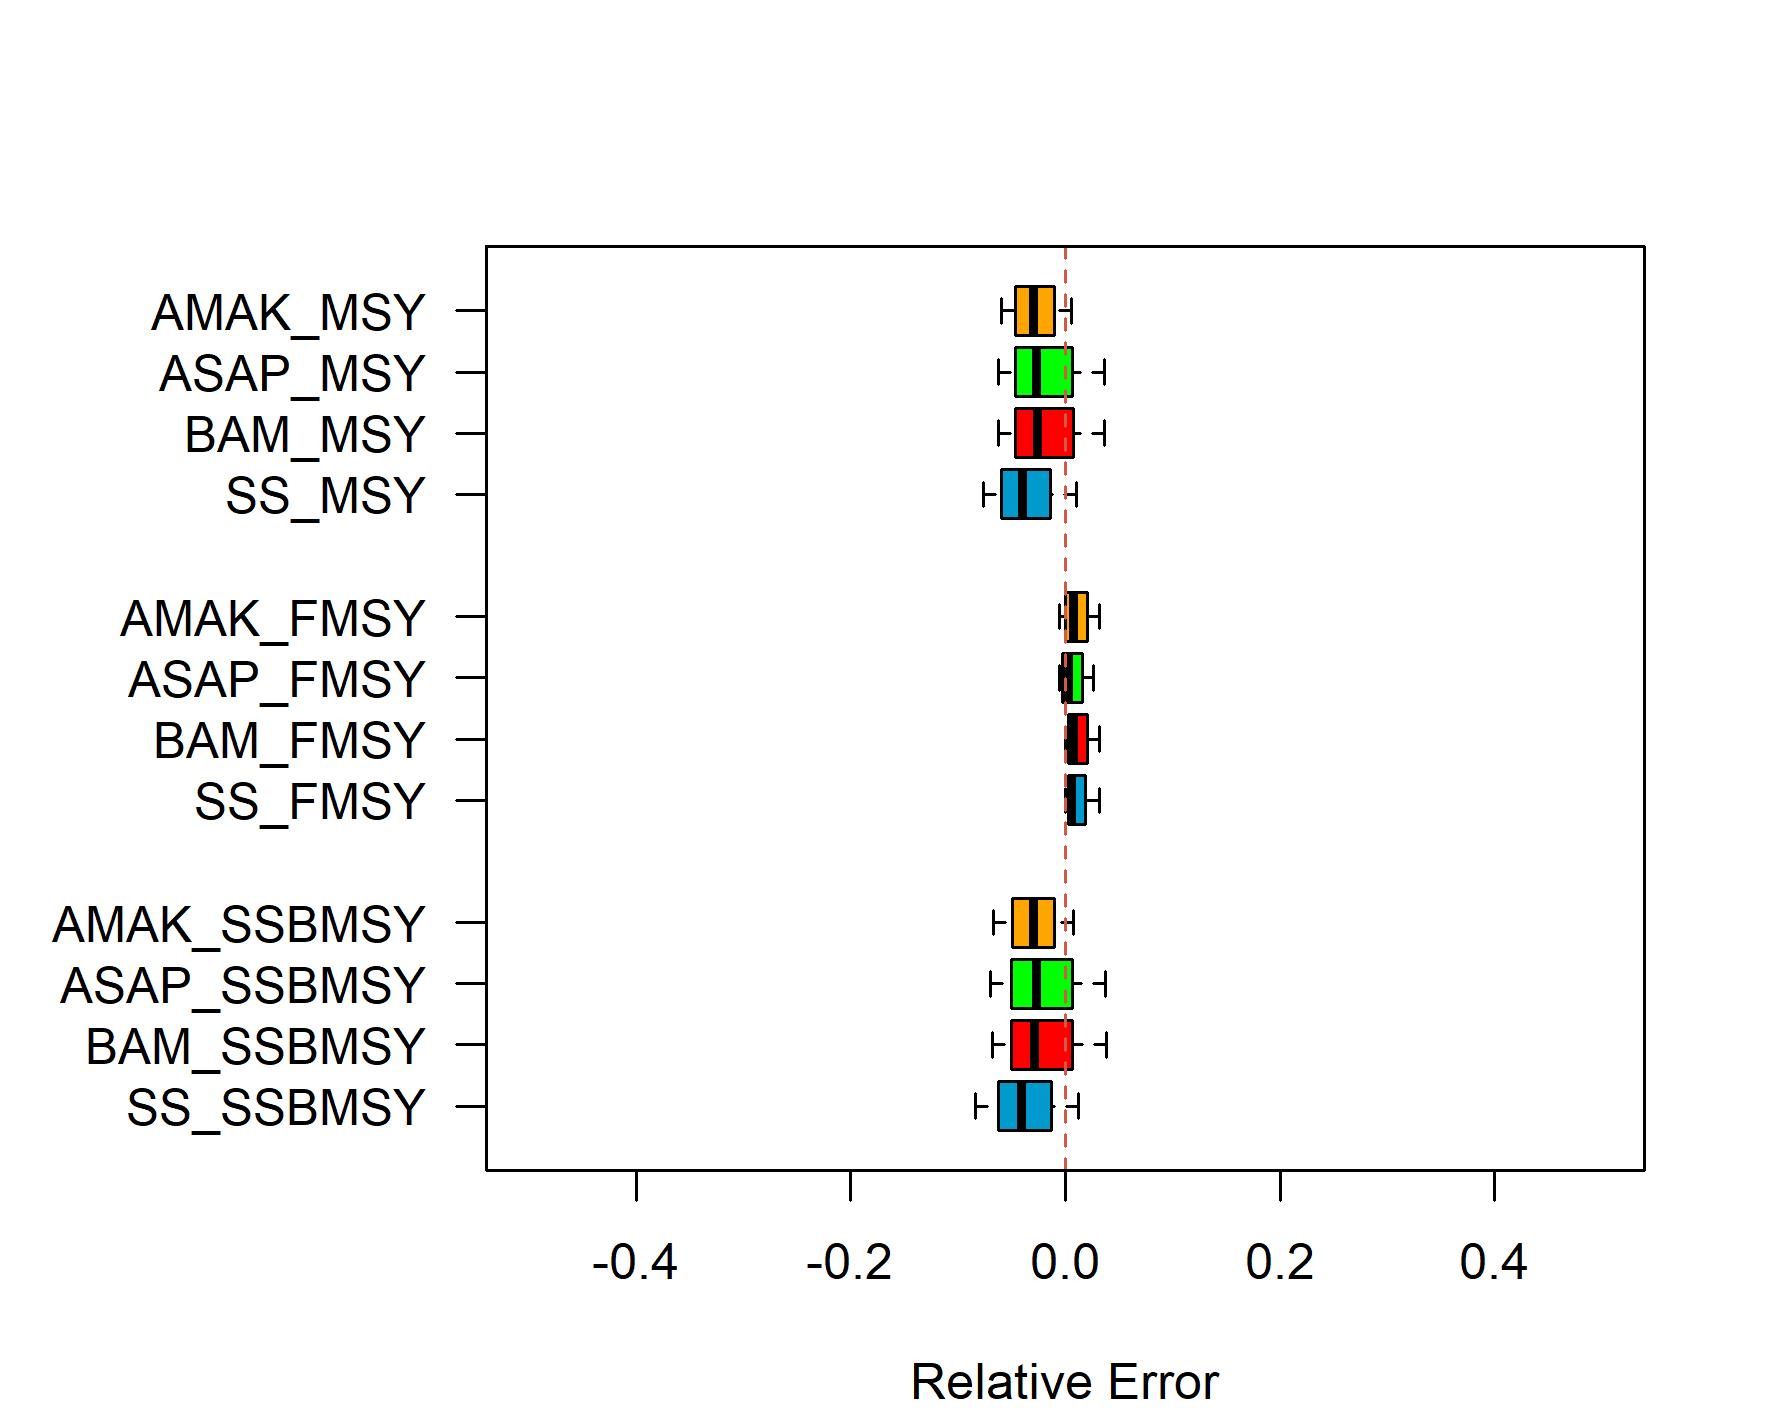 AMAK_MSY
ASAP_MSY
BAM_MSY
SS_MSY
AMAK_FMSY
ASAP_FMSY
BAM_FMSY
SS_FMSY
AMAK_SSBMSY
ASAP_SSBMSY
BAM_SSBMSY
SS_SSBMSY
-0.4 -0.2 0.0 0.2 0.4
Relative Error